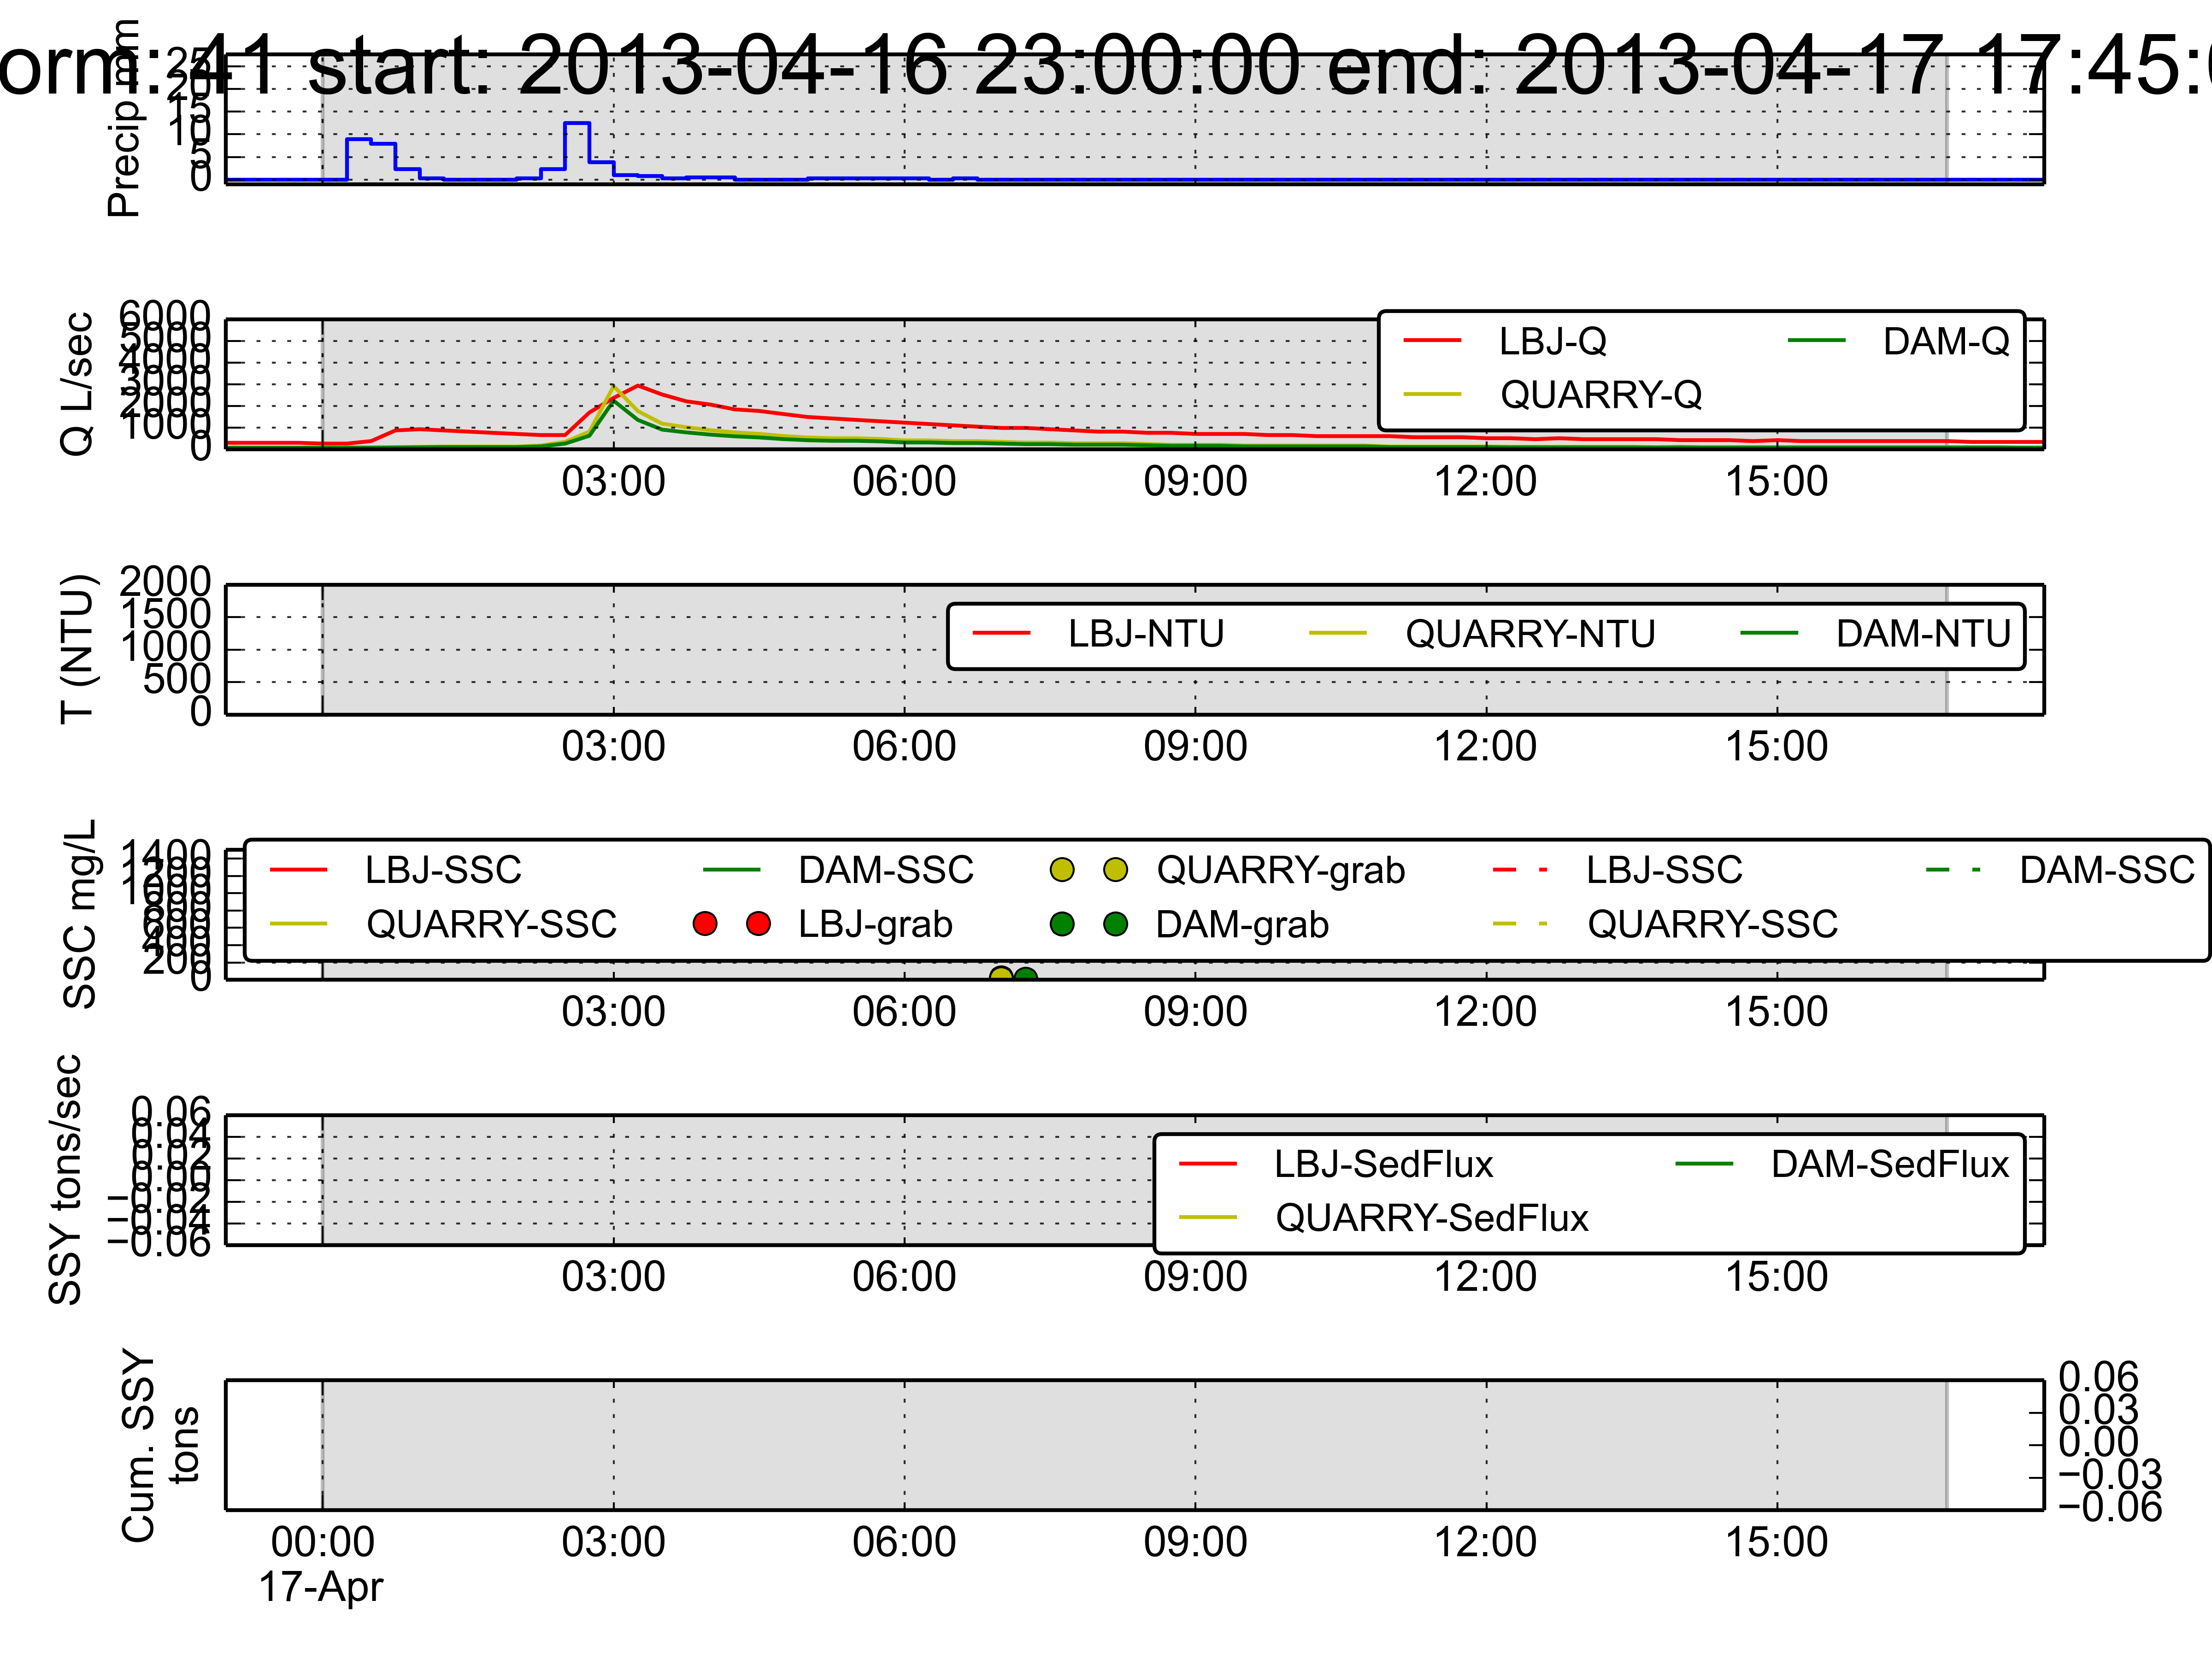 orm: 41 start: 2013-04-16 23:00:00 end: 2013-04-17 17:45:0
Precip mm
25
20
15
10
5
0
Q L/sec
6000
5000
4000
3000
2000
1000
0
LBJ-Q
DAM-Q
QUARRY-Q
03:00 06:00 09:00 12:00 15:00
T (NTU)
2000
1500
1000
500
0
LBJ-NTU
QUARRY-NTU
DAM-NTU
03:00 06:00 09:00 12:00 15:00
SSC mg/L
1400
1200
1000
800
600
400
200
0
LBJ-SSC
DAM-SSC
QUARRY-grab
LBJ-SSC
DAM-SSC
QUARRY-SSC
LBJ-grab
DAM-grab
QUARRY-SSC
03:00 06:00 09:00 12:00 15:00
SSY tons/sec
0.06
0.04
0.02
0.00
−0.02
−0.04
−0.06
LBJ-SedFlux
DAM-SedFlux
QUARRY-SedFlux
03:00 06:00 09:00 12:00 15:00
Cum. SSY
tons
0.06
0.03
0.00
−0.03
−0.06
00:00 03:00 06:00 09:00 12:00 15:00
17-Apr